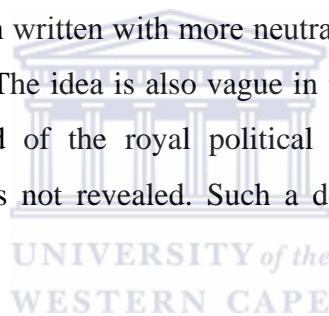 n written with more neutra
The idea is also vague in
d of the royal political
s not revealed. Such a d
UNIVERSITY of the
WESTERN CAPE